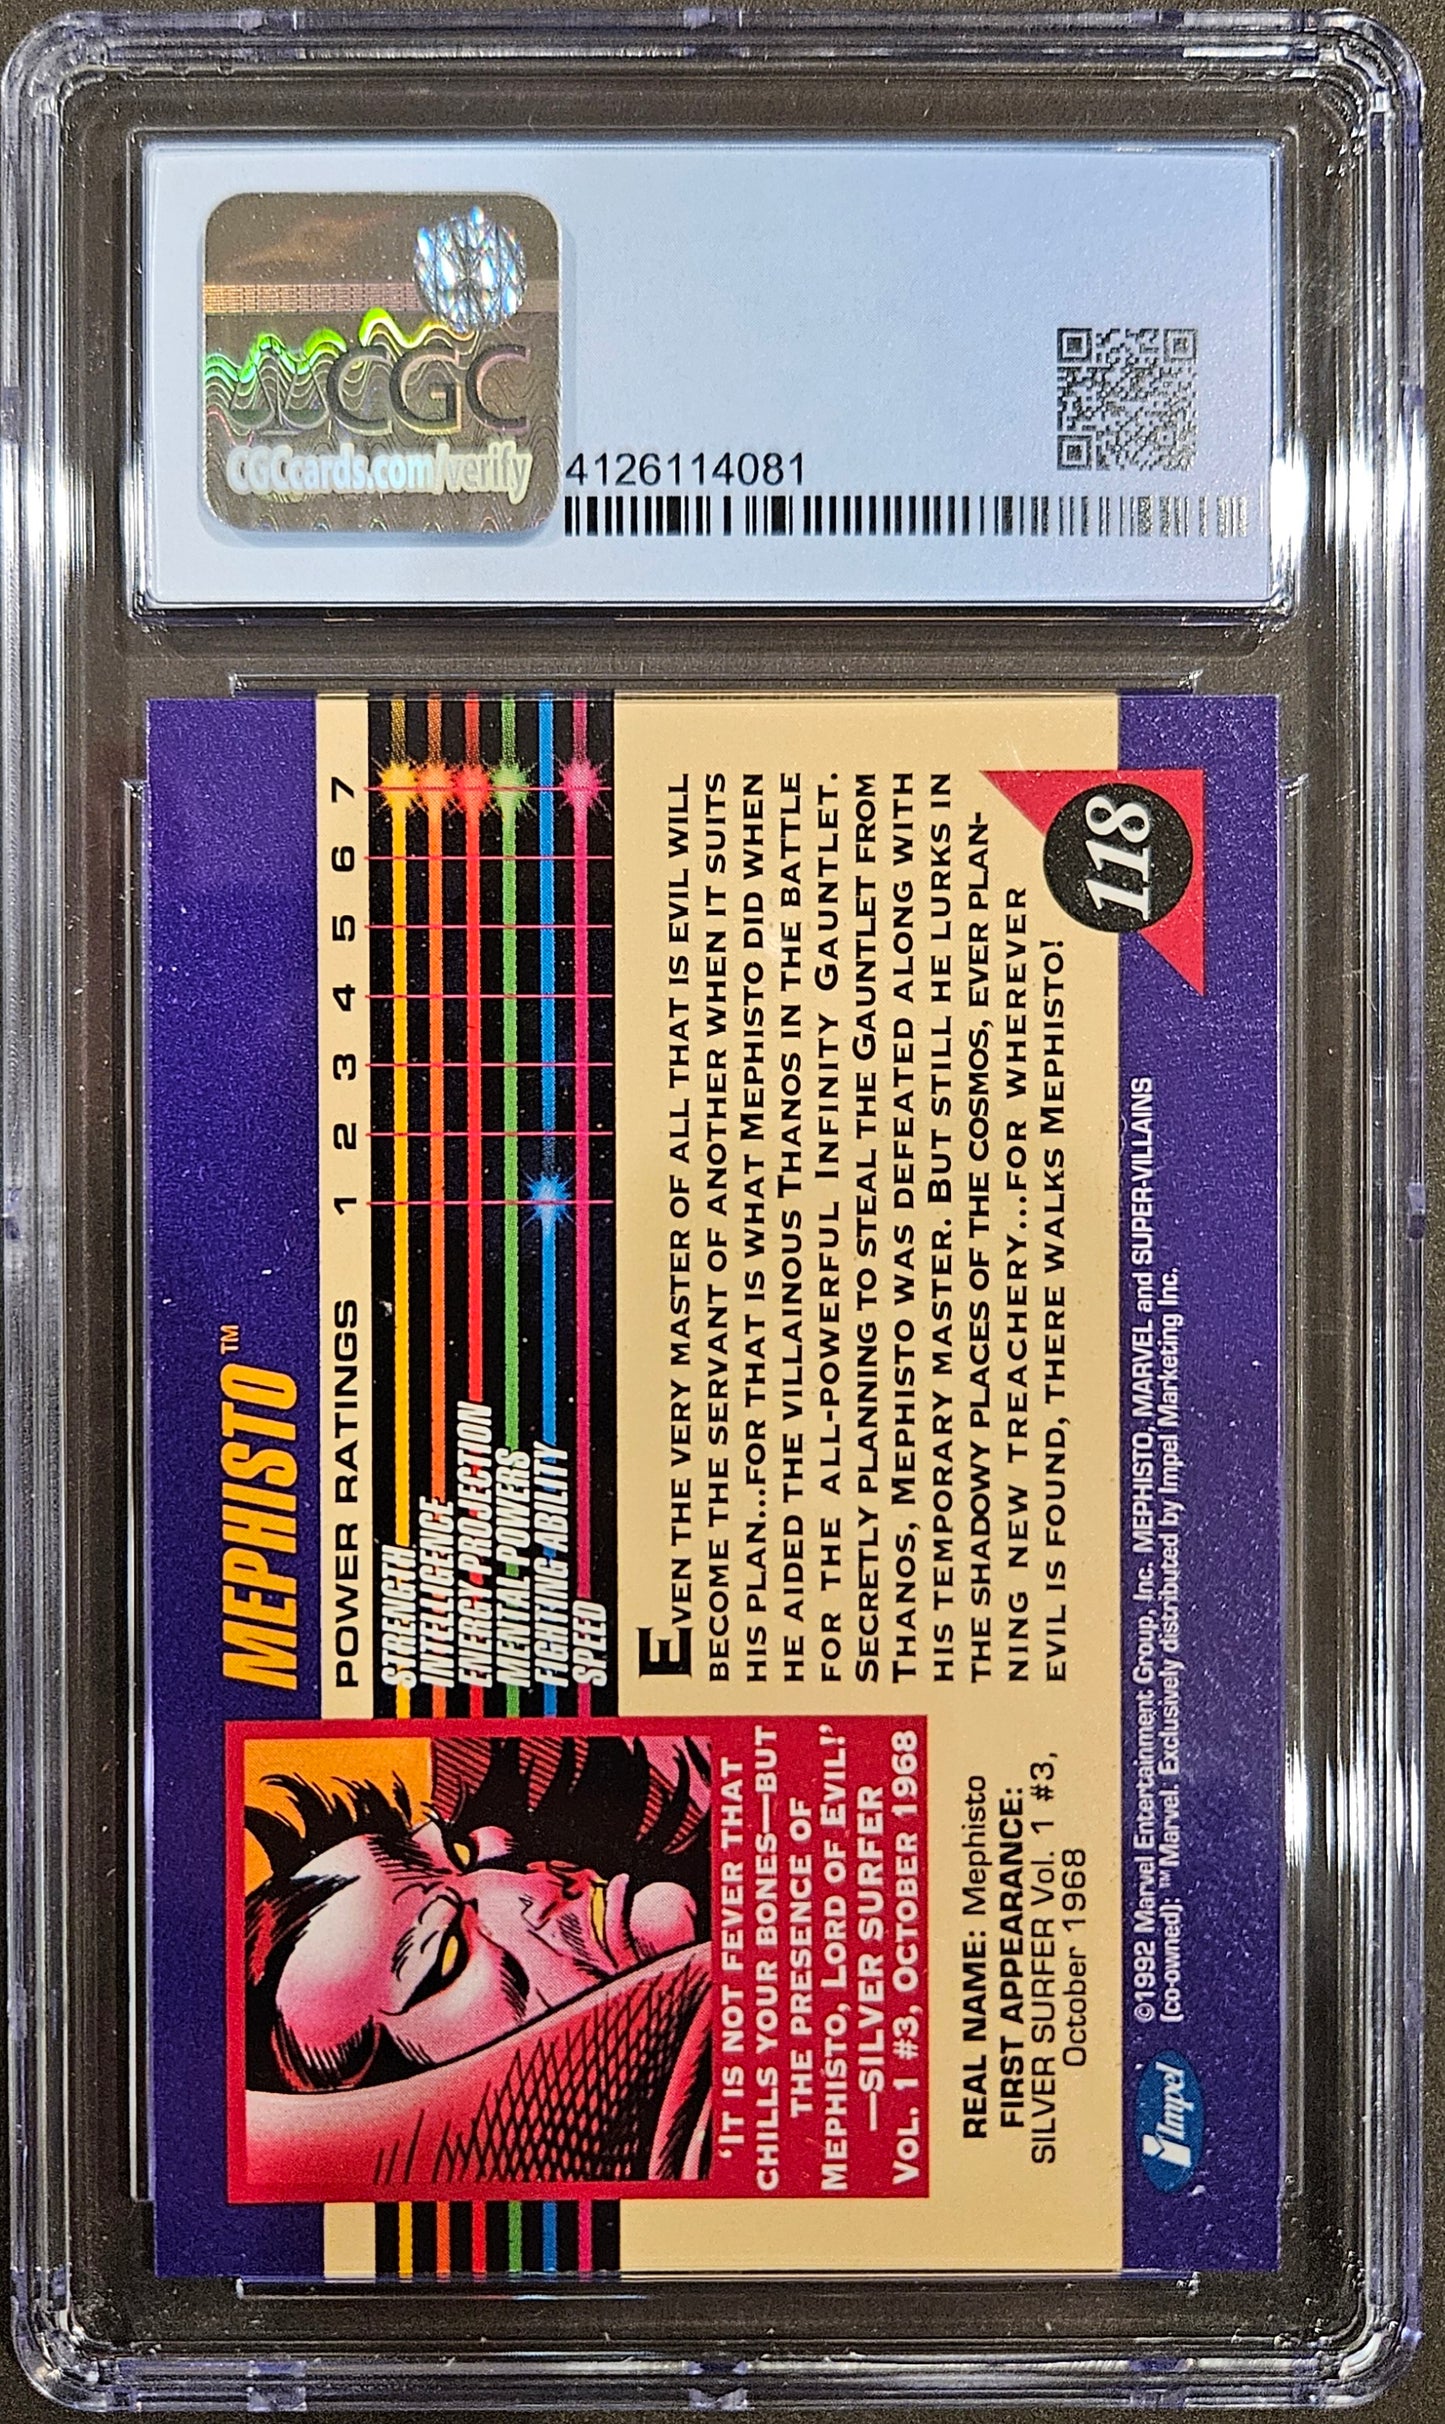 CGC
CGCcards.com/verify
4126114081
MEPHISTO™
POWER RATINGS 1 2 3 4 5 6 7
STRENGTH
INTELLIGENCE
ENERGY PROJECTION
MENTAL POWERS
FIGHTING ABILITY
SPEED
'IT IS NOT FEVER THAT
CHILLS YOUR BONES—BUT
THE PRESENCE OF
MEPHISTO, LORD OF EVIL!'
—SILVER SURFER
VOL. 1 #3, OCTOBER 1968
REAL NAME: Mephisto
FIRST APPEARANCE:
SILVER SURFER Vol. 1 #3,
October 1968
EVEN THE VERY MASTER OF ALL THAT IS EVIL WILL
BECOME THE SERVANT OF ANOTHER WHEN IT SUITS
HIS PLAN...FOR THAT IS WHAT MEPHISTO DID WHEN
HE AIDED THE VILLAINOUS THANOS IN THE BATTLE
FOR THE ALL-POWERFUL INFINITY GAUNTLET.
SECRETLY PLANNING TO STEAL THE GAUNTLET FROM
THANOS, MEPHISTO WAS DEFEATED ALONG WITH
HIS TEMPORARY MASTER. BUT STILL HE LURKS IN
THE SHADOWY PLACES OF THE COSMOS, EVER PLAN-
NING NEW TREACHERY...FOR WHEREVER
EVIL IS FOUND, THERE WALKS MEPHISTO!
118
Impel
©1992 Marvel Entertainment Group, Inc. MEPHISTO, MARVEL and SUPER-VILLAINS
(co-owned): ™Marvel. Exclusively distributed by Impel Marketing Inc.